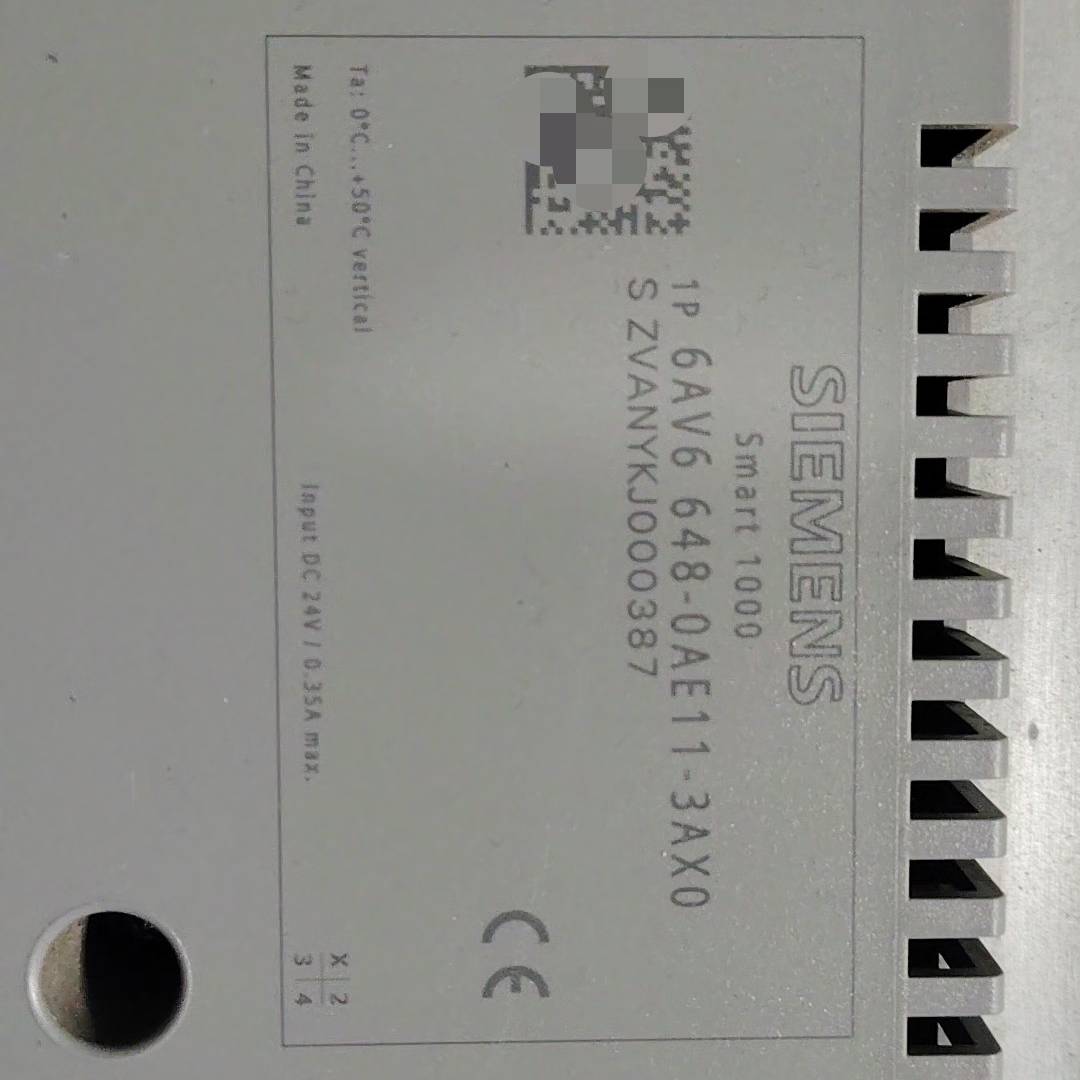 SIEMENS
Smart 1000
1P 6AV6 648-0AE11-3AX0
S ZVANYKJ000387
CE
Ta: 0°C...+50°C vertical
Made in China
Input DC 24V / 0.35A max.
X 2
3 4